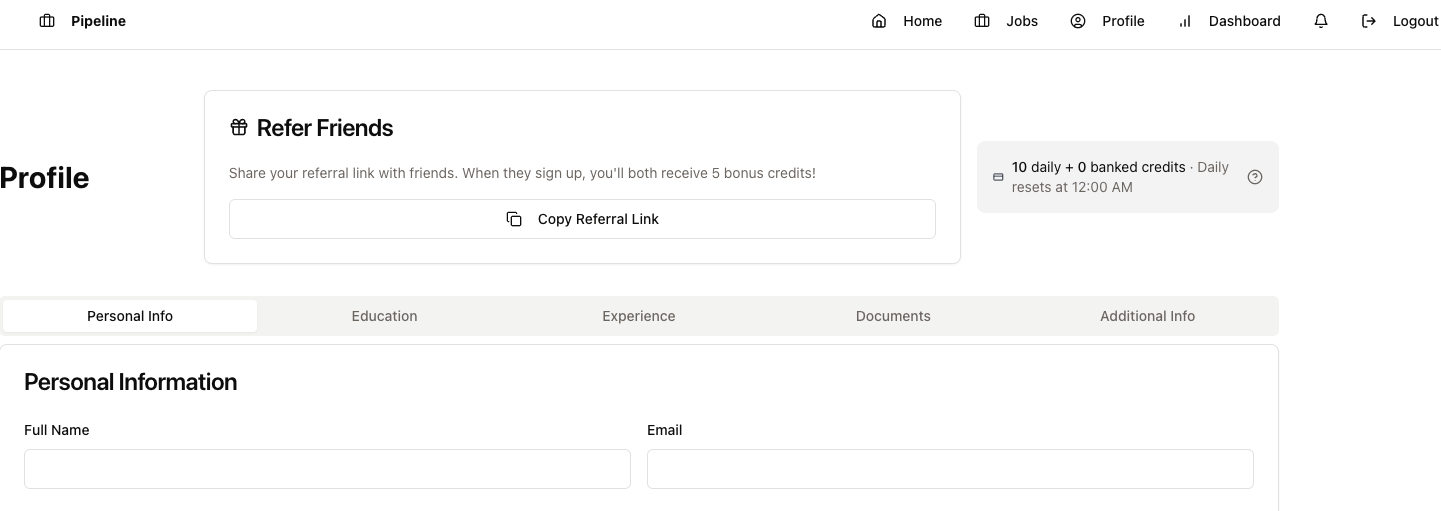 Pipeline
Home
Jobs
Profile
Dashboard
Logout
Refer Friends
Share your referral link with friends. When they sign up, you'll both receive 5 bonus credits!
Copy Referral Link
Profile
10 daily + 0 banked credits · Daily
resets at 12:00 AM
Personal Info
Education
Experience
Documents
Additional Info
Personal Information
Full Name
Email